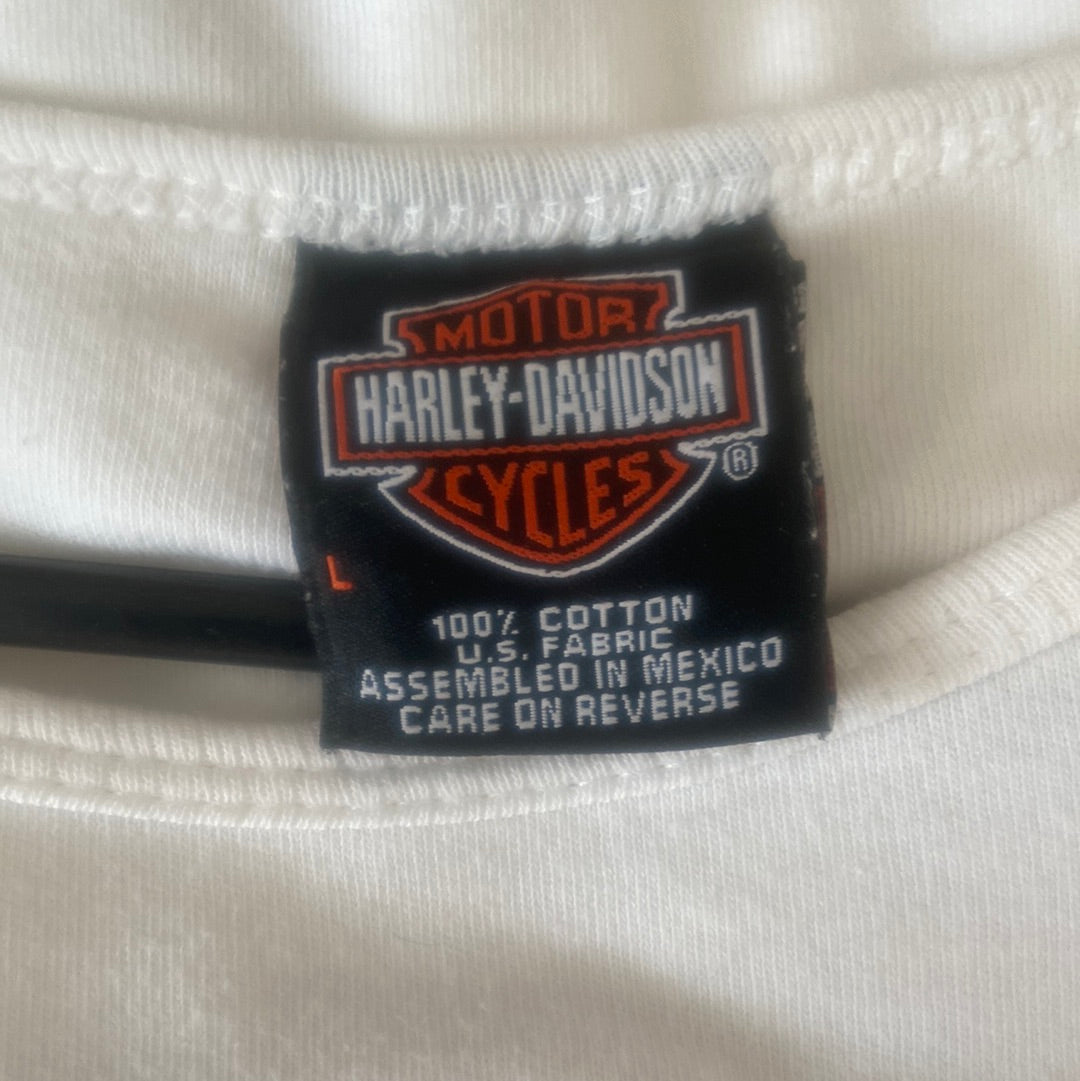 MOTOR
HARLEY-DAVIDSON
CYCLES
®
L
100% COTTON
U.S. FABRIC
ASSEMBLED IN MEXICO
CARE ON REVERSE